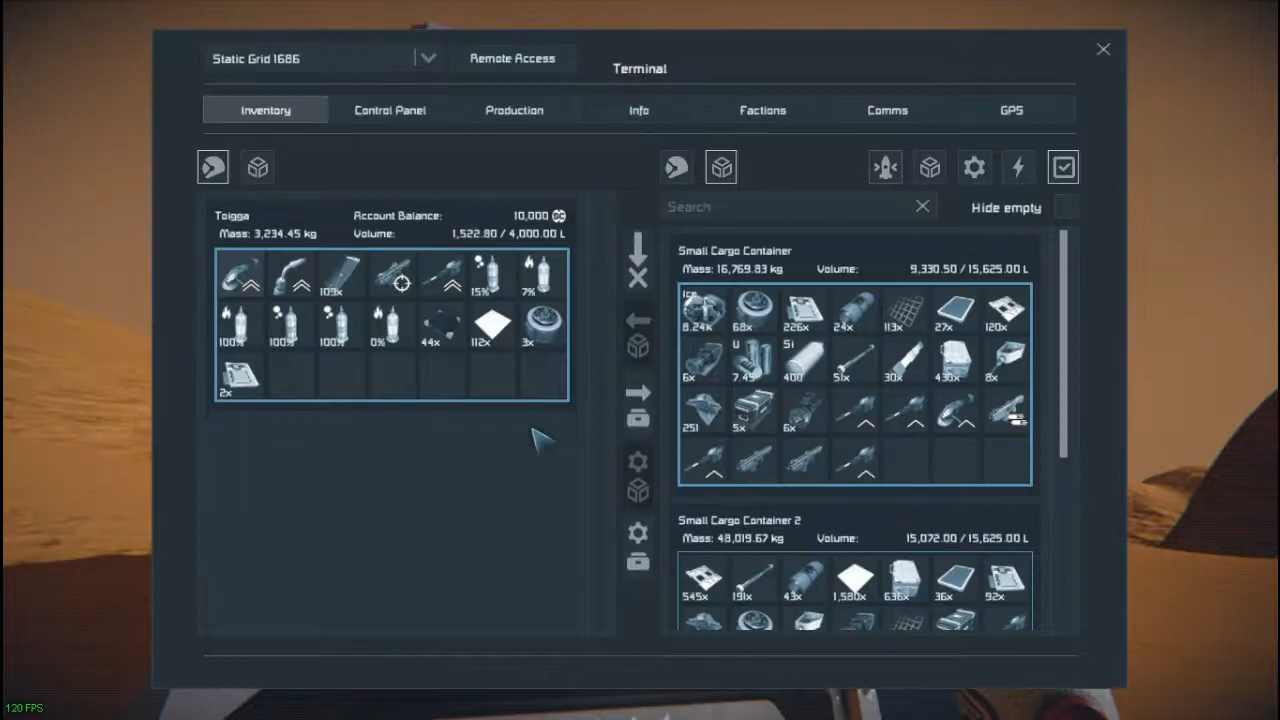 Static Grid 1686
Remote Access
Terminal
Inventory
Control Panel
Production
Info
Factions
Comms
GPS
Search
Hide empty
Toigga
Account Balance:
10,000
Mass: 3,234.45 kg
Volume:
1,522.80 / 4,000.00 L
109x
15%
7%
100%
100%
100%
0%
44x
112x
3x
2x
Small Cargo Container
Mass: 16,769.83 kg
Volume:
9,330.50 / 15,625.00 L
Ice
8.24k
68x
226x
24x
113x
27x
120x
6x
U
7.49
Si
400
51x
30x
430x
8x
251
5x
6x
Small Cargo Container 2
Mass: 48,019.67 kg
Volume:
15,072.00 / 15,625.00 L
545x
191x
43x
1,580x
636x
36x
92x
120 FPS